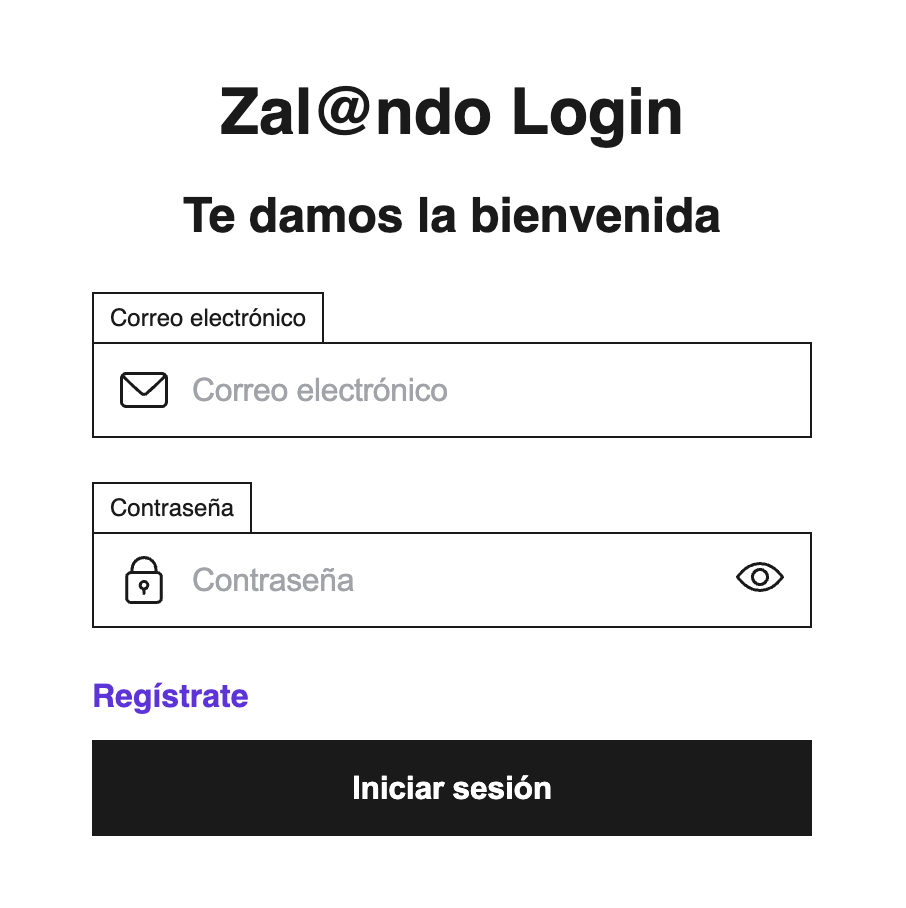 Zal@ndo Login
Te damos la bienvenida
Correo electrónico
Correo electrónico
Contraseña
Contraseña
Regístrate
Iniciar sesión